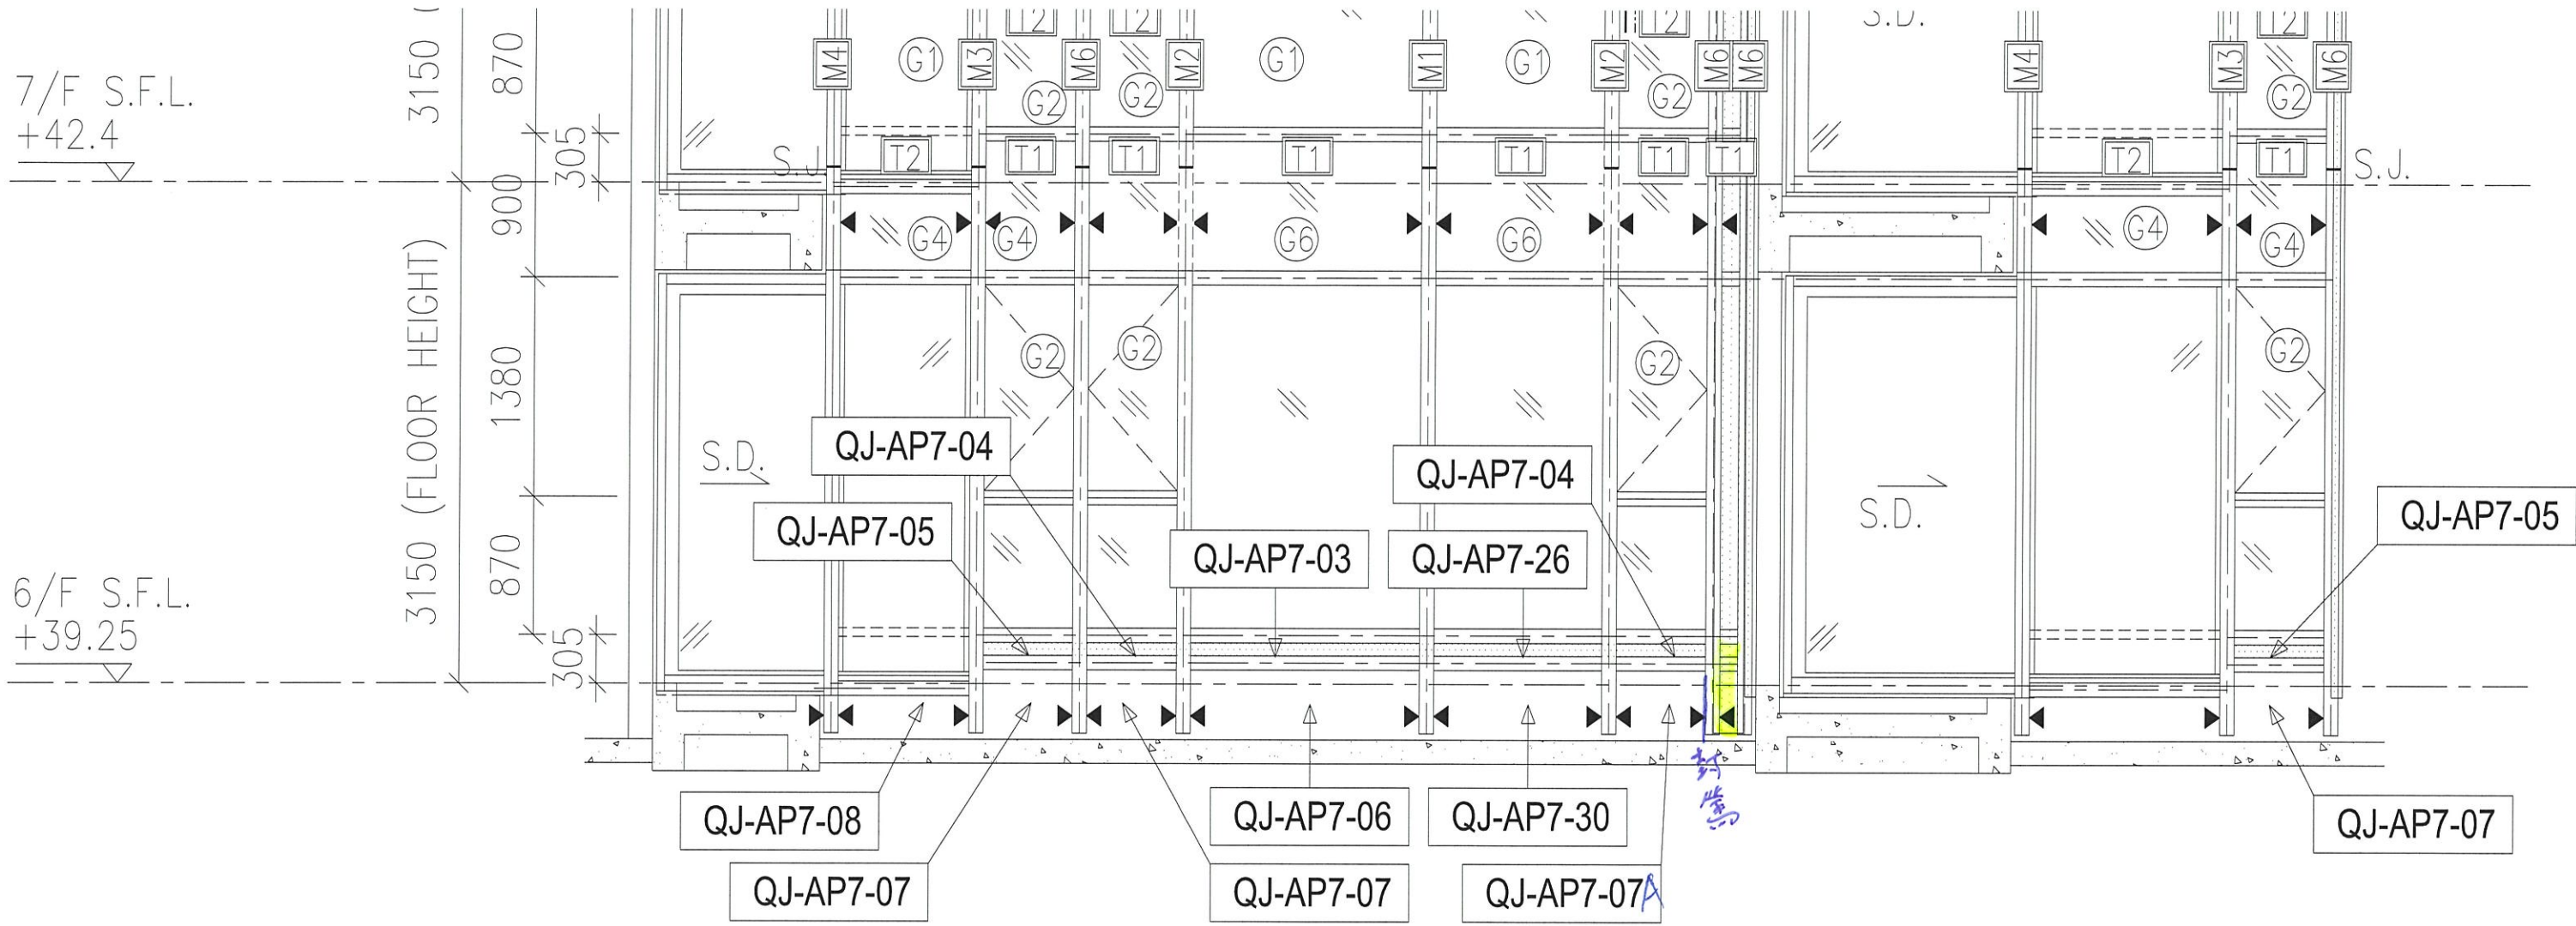 T2 T2 T2 S.D. T2
M4 G1 M3 M6 M2 G1 M1 G1 M2 M6 M6 M4 M3 M6
3150 (
870
G2 G2 G2 G2
7/F S.F.L.
+42.4
305
S.J. T2 T1 T1 T1 T1 T1 T1 T2 T1 S.J.
900
G4 G4 G6 G6 G4 G4
3150 (FLOOR HEIGHT)
1380
G2 G2 G2 G2
S.D. QJ-AP7-04 QJ-AP7-04
S.D.
QJ-AP7-05 QJ-AP7-03 QJ-AP7-26 QJ-AP7-05
870
6/F S.F.L.
+39.25
305
封
QJ-AP7-08 QJ-AP7-06 QJ-AP7-30 QJ-AP7-07
QJ-AP7-07 QJ-AP7-07 QJ-AP7-07A